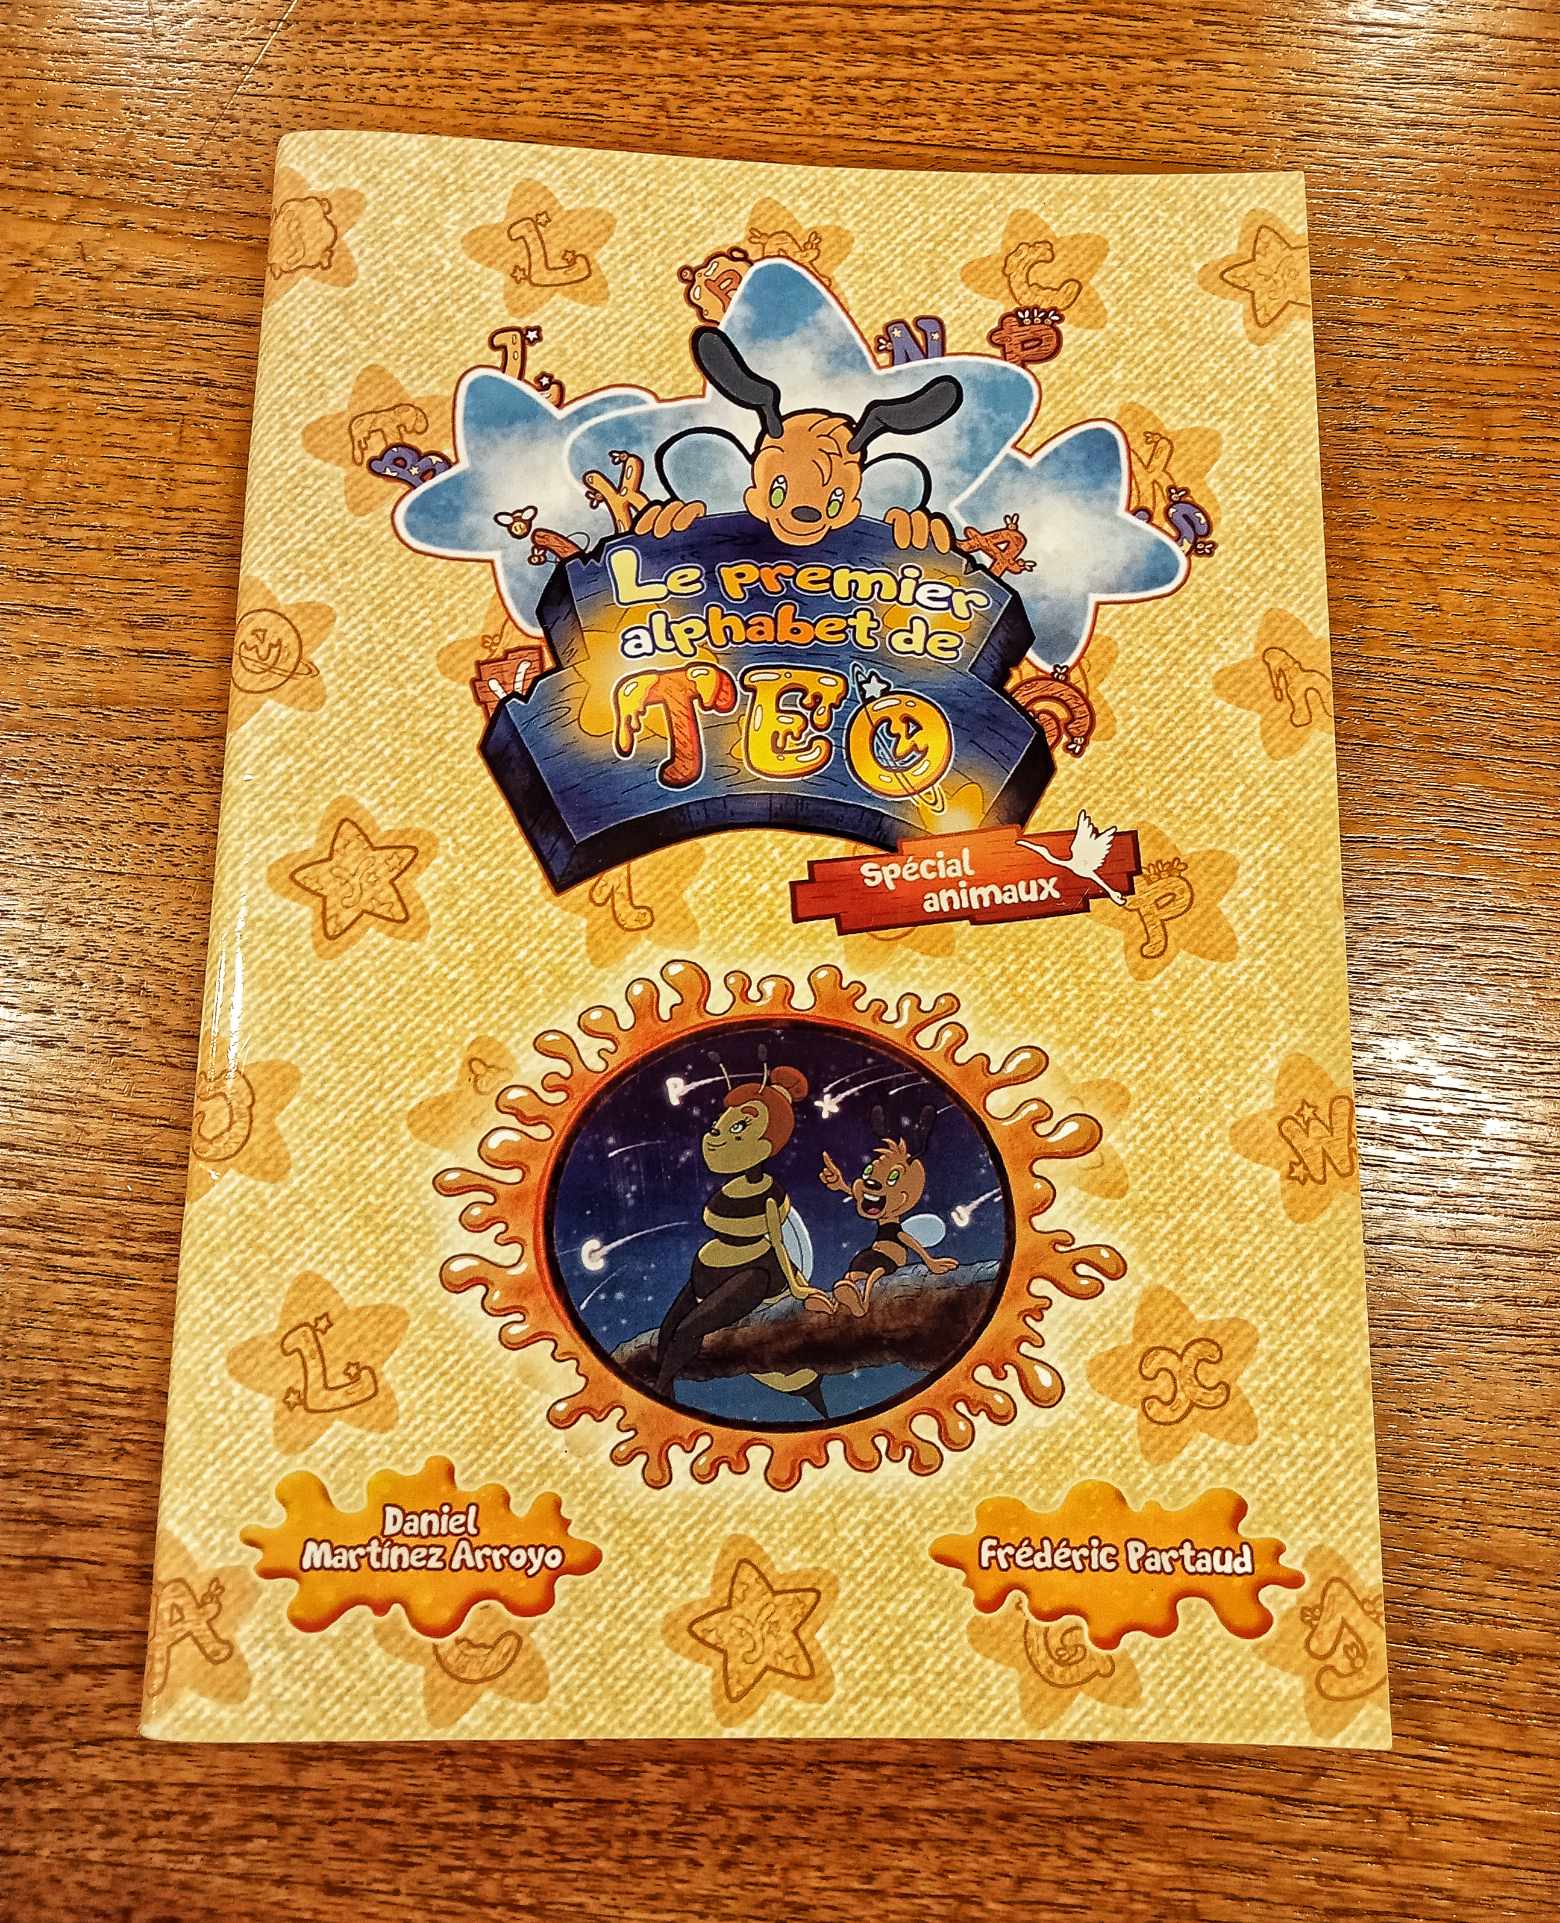 Le premier
alphabet de
TEO
Spécial
animaux
P
K
C
U
Daniel
Martínez Arroyo
Frédéric Partaud